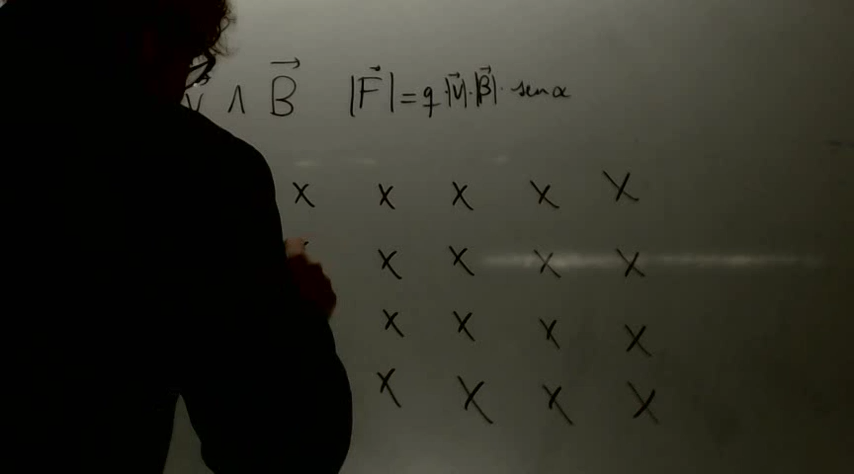 v⃗ ∧ B⃗ |F⃗| = q·|v⃗|·|B⃗|· sen α
x x x x x
x x x x
x x x x
x x x x